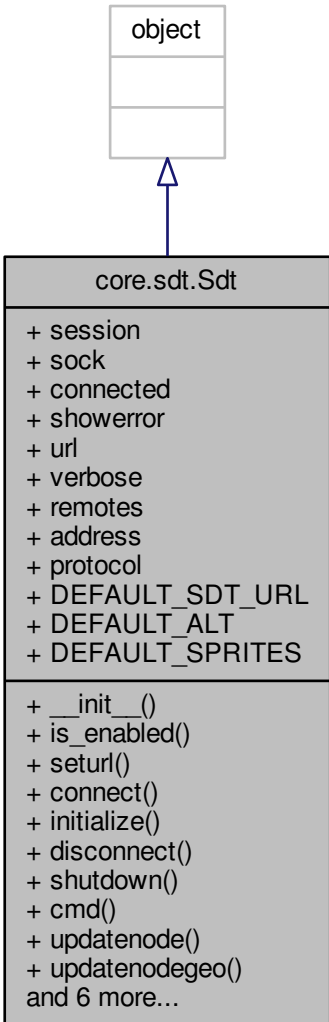 object
core.sdt.Sdt
+ session
+ sock
+ connected
+ showerror
+ url
+ verbose
+ remotes
+ address
+ protocol
+ DEFAULT_SDT_URL
+ DEFAULT_ALT
+ DEFAULT_SPRITES
+ __init__()
+ is_enabled()
+ seturl()
+ connect()
+ initialize()
+ disconnect()
+ shutdown()
+ cmd()
+ updatenode()
+ updatenodegeo()
and 6 more...